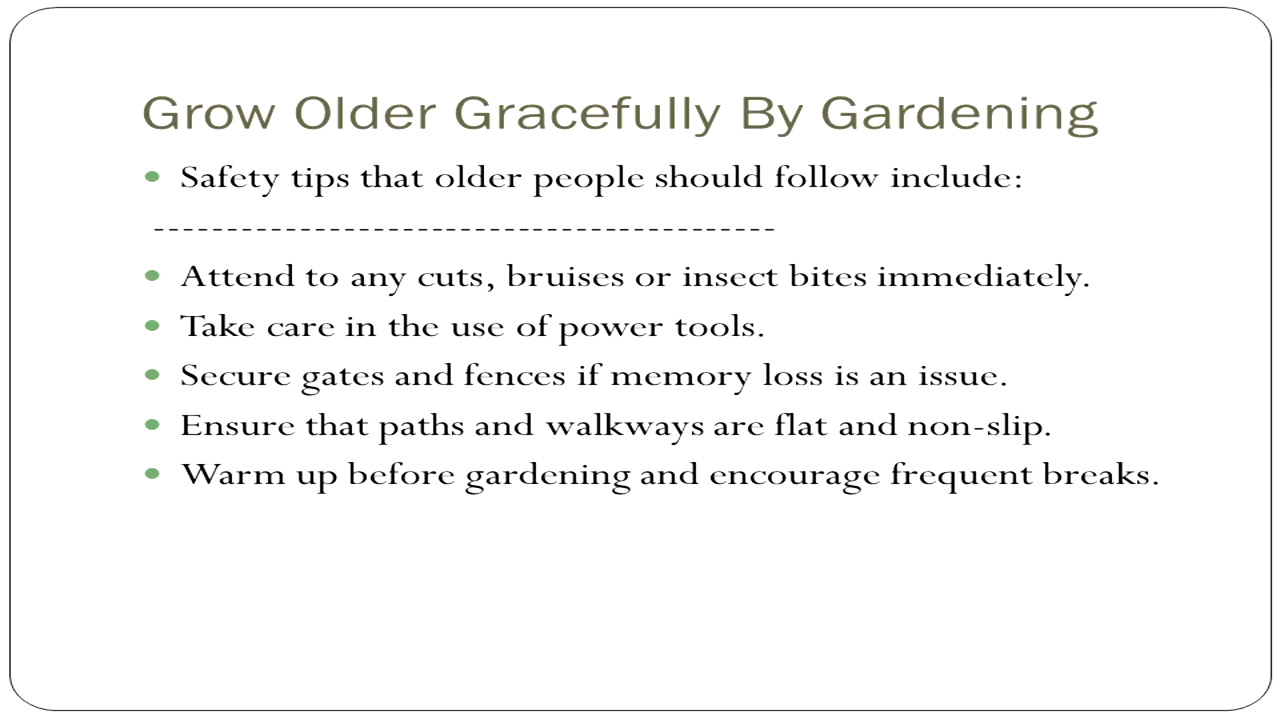 Grow Older Gracefully By Gardening
• Safety tips that older people should follow include:
-------------------------------------------
• Attend to any cuts, bruises or insect bites immediately.
• Take care in the use of power tools.
• Secure gates and fences if memory loss is an issue.
• Ensure that paths and walkways are flat and non-slip.
• Warm up before gardening and encourage frequent breaks.